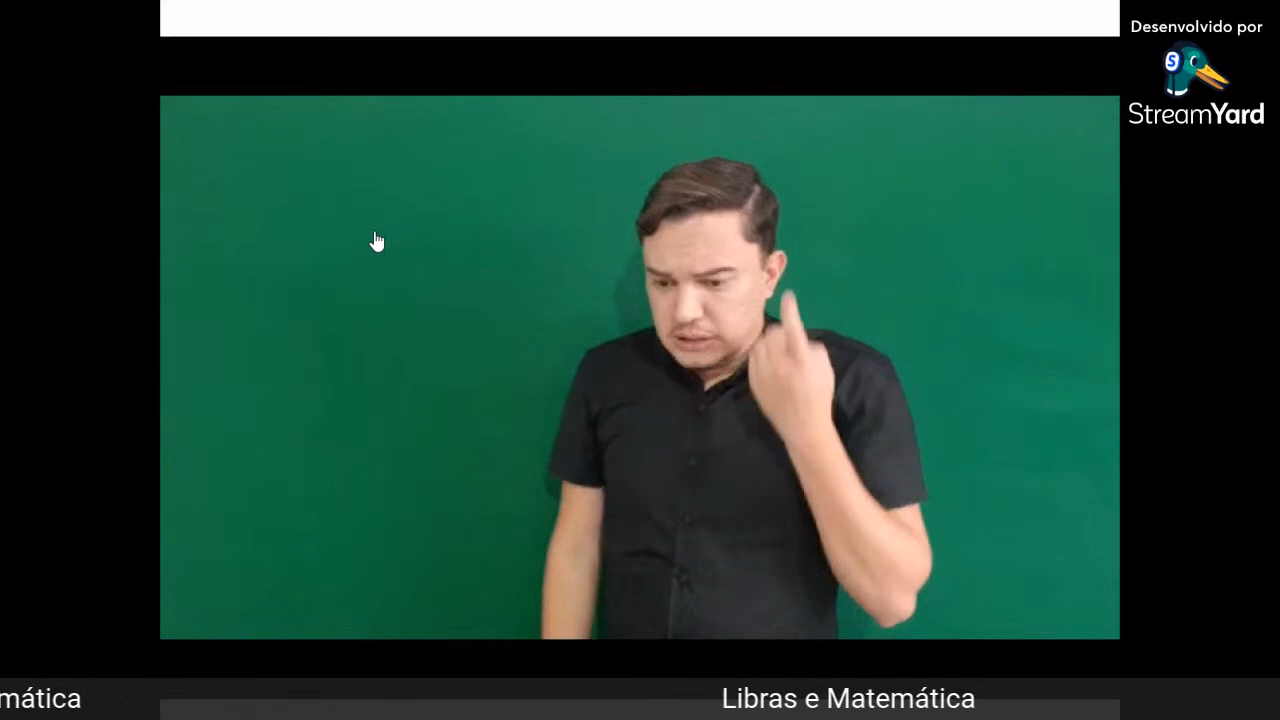 Desenvolvido por
S
StreamYard
mática
Libras e Matemática